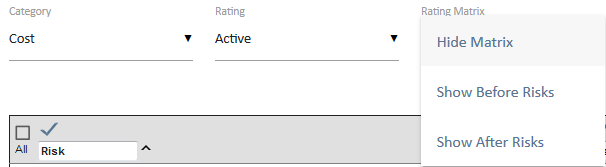 Category Rating Rating Matrix
Cost Active Hide Matrix
Show Before Risks
Show After Risks
All Risk